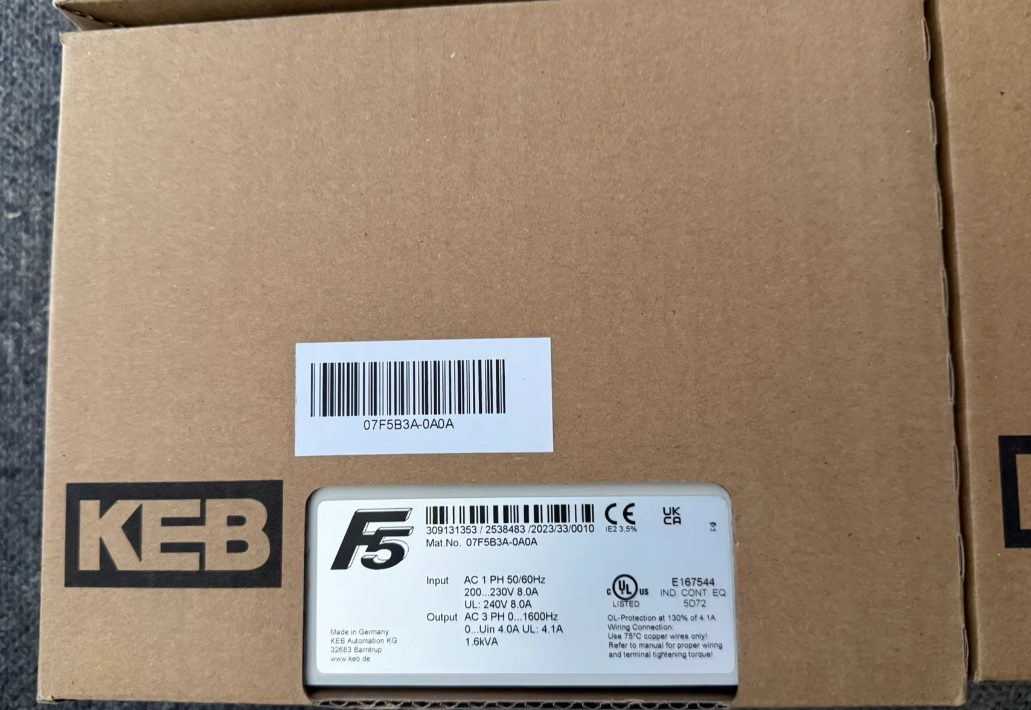 07F5B3A-0A0A
KEB
F5
309131353 / 2538483 /2023/33/0010
Mat.No. 07F5B3A-0A0A
CE
IE2 3,5%
UK
CA
Input AC 1 PH 50/60Hz
200...230V 8.0A
UL: 240V 8.0A
Output AC 3 PH 0...1600Hz
0...Uin 4.0A UL: 4.1A
1.6kVA
Made in Germany
KEB Automation KG
32683 Barntrup
www.keb.de
c UL us
LISTED
E167544
IND. CONT. EQ.
5D72
OL-Protection at 130% of 4.1A
Wiring Connection:
Use 75°C copper wires only!
Refer to manual for proper wiring
and terminal tightening torque!